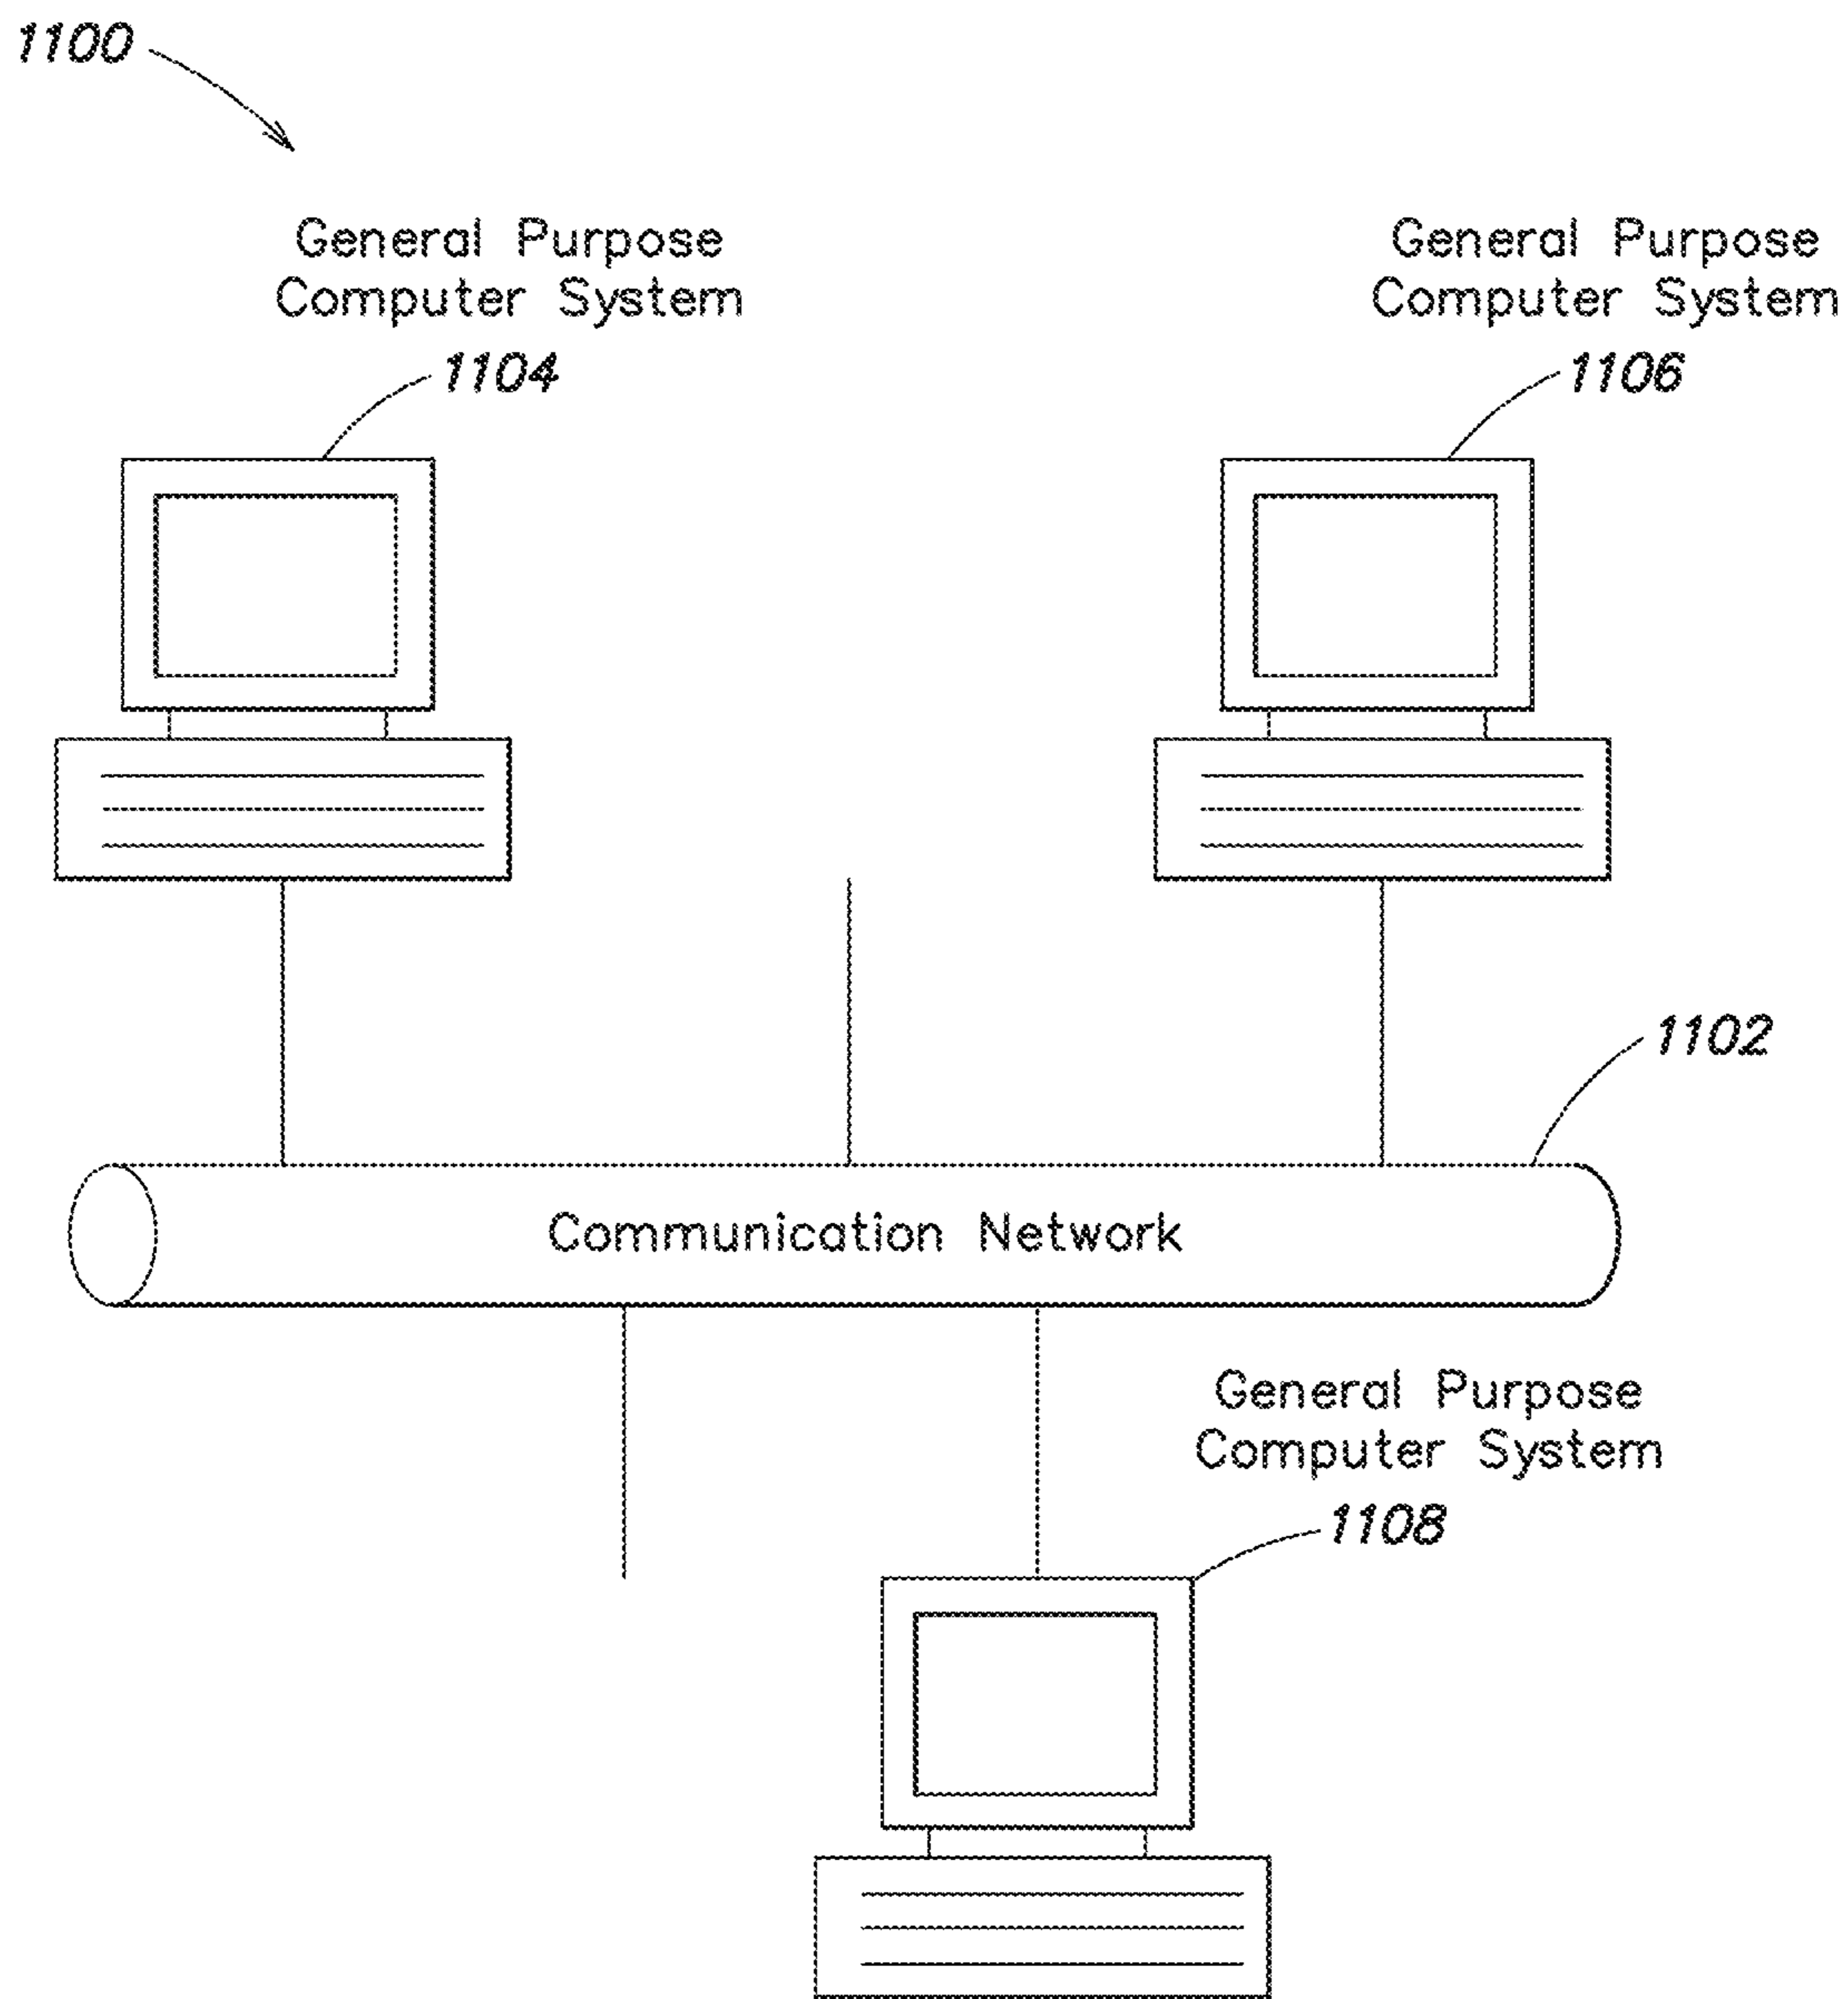 1100
General Purpose
Computer System
1104
General Purpose
Computer System
1106
1102
Communication Network
General Purpose
Computer System
1108